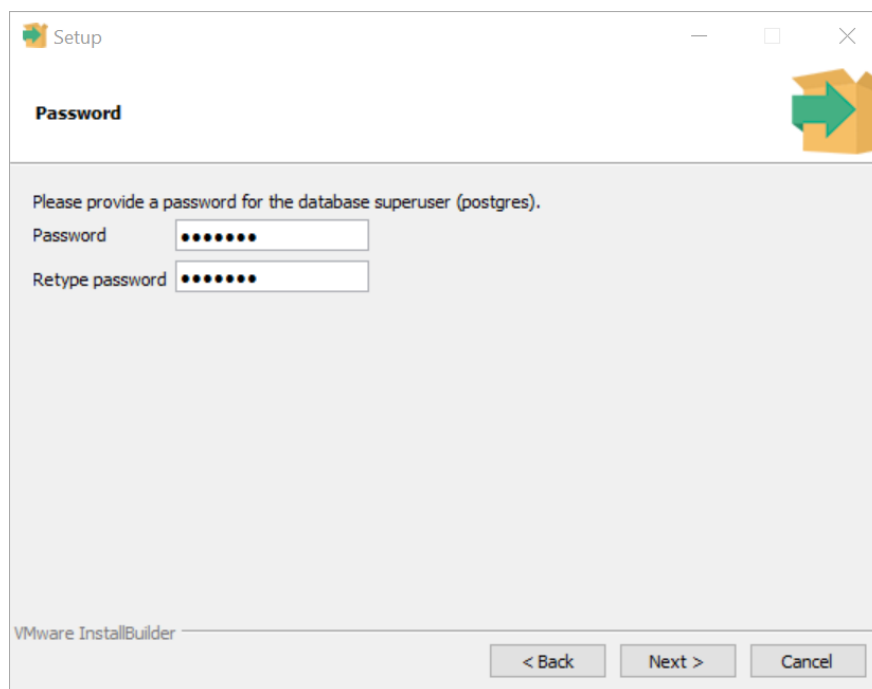 Setup
Password
Please provide a password for the database superuser (postgres).
Password •••••••
Retype password •••••••
VMware InstallBuilder
< Back Next > Cancel